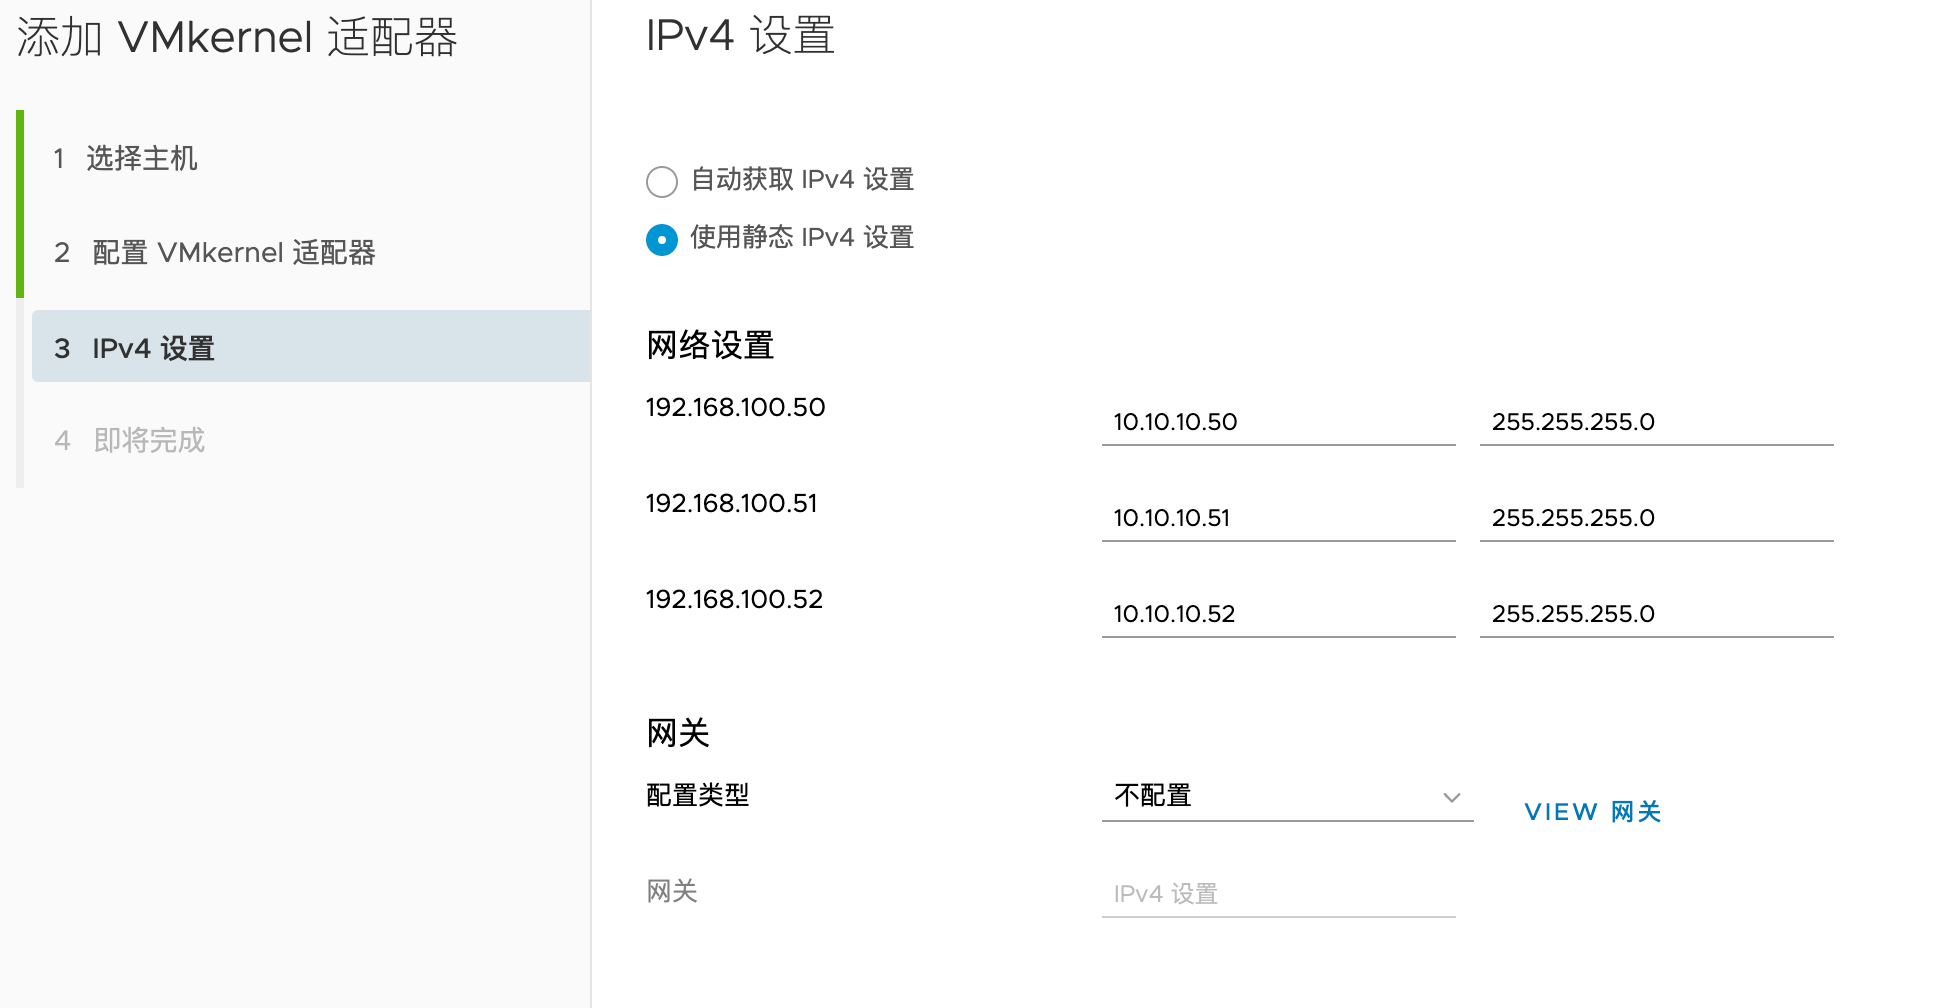 添加 VMkernel 适配器
1 选择主机
2 配置 VMkernel 适配器
3 IPv4 设置
4 即将完成
IPv4 设置
自动获取 IPv4 设置
使用静态 IPv4 设置
网络设置
192.168.100.50 10.10.10.50 255.255.255.0
192.168.100.51 10.10.10.51 255.255.255.0
192.168.100.52 10.10.10.52 255.255.255.0
网关
配置类型 不配置 VIEW 网关
网关 IPv4 设置